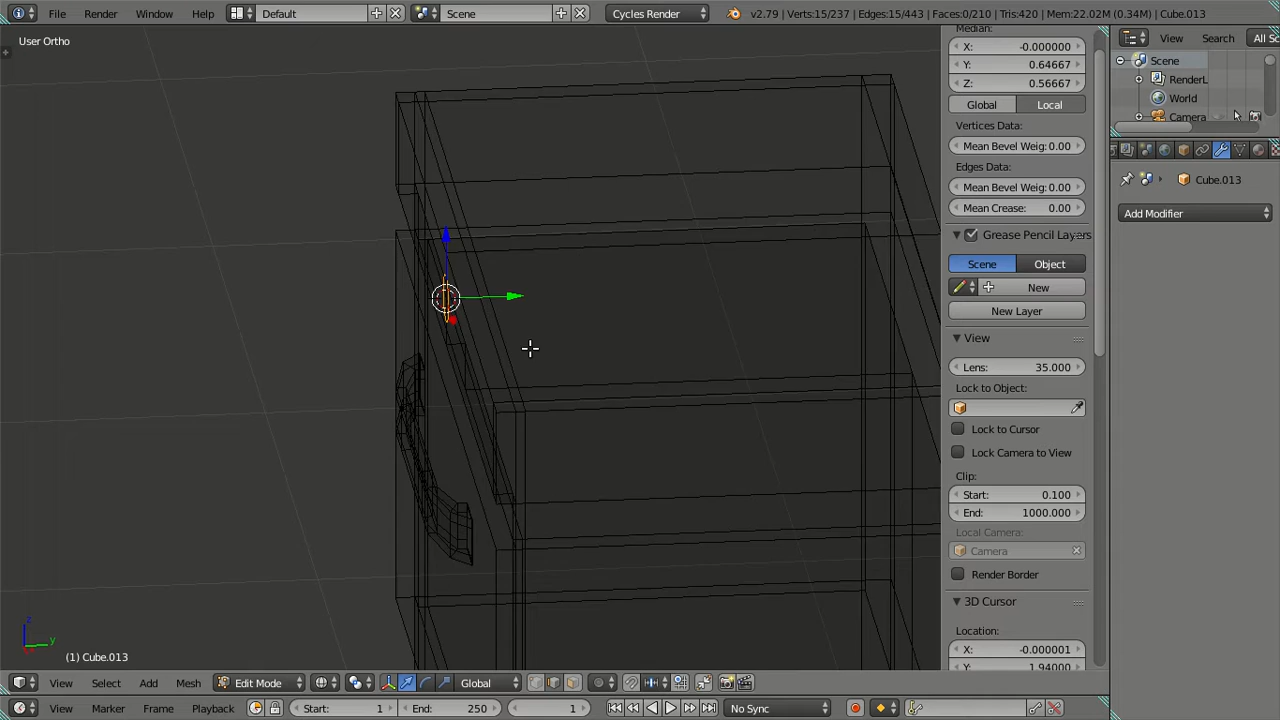 File Render Window Help Default Scene Cycles Render v2.79 | Verts:15/237 | Edges:15/443 | Faces:0/210 | Tris:420 | Mem:22.02M (0.34M) | Cube.013
User Ortho
Median:
X: -0.000000
Y: 0.64667
Z: 0.56667
Global Local
Vertices Data:
Mean Bevel Weig: 0.00
Edges Data:
Mean Bevel Weig: 0.00
Mean Crease: 0.00
Grease Pencil Layers
Scene Object
New
New Layer
View
Lens: 35.000
Lock to Object:
Lock to Cursor
Lock Camera to View
Clip:
Start: 0.100
End: 1000.000
Local Camera:
Camera
Render Border
3D Cursor
Location:
X: -0.000001
Y: 1.94000
View Search All Sc
Scene
RenderL
World
Camera
Cube.013
Add Modifier
z
y
(1) Cube.013
View Select Add Mesh Edit Mode Global
View Marker Frame Playback Start: 1 End: 250 1 No Sync